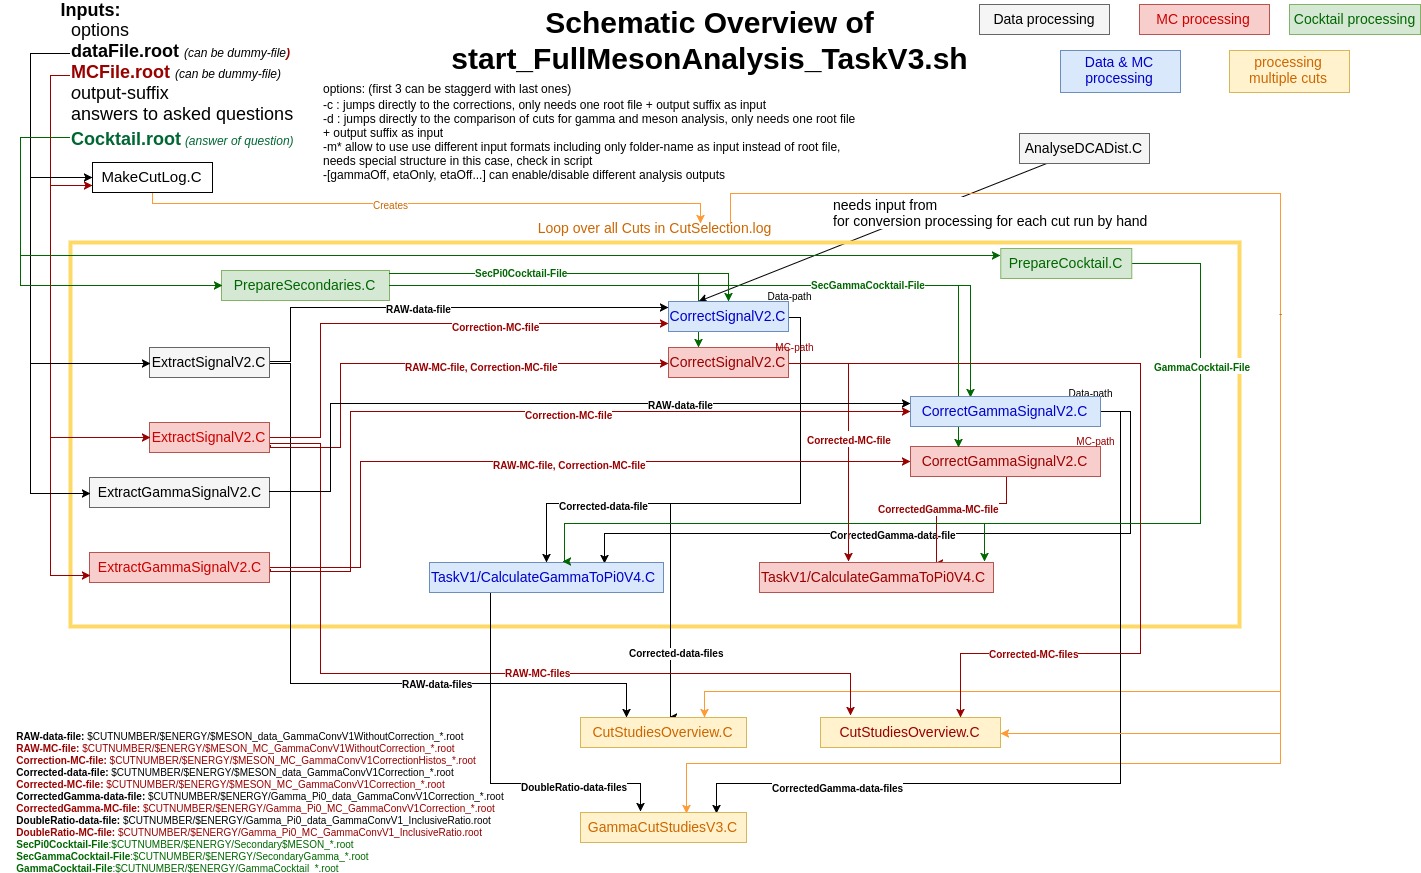 Inputs:
options
dataFile.root (can be dummy-file)
MCFile.root (can be dummy-file)
output-suffix
answers to asked questions
Cocktail.root (answer of question)
Schematic Overview of
start_FullMesonAnalysis_TaskV3.sh
options: (first 3 can be staggerd with last ones)
-c : jumps directly to the corrections, only needs one root file + output suffix as input
-d : jumps directly to the comparison of cuts for gamma and meson analysis, only needs one root file
+ output suffix as input
-m* allow to use use different input formats including only folder-name as input instead of root file,
needs special structure in this case, check in script
-[gammaOff, etaOnly, etaOff...] can enable/disable different analysis outputs
Data processing
MC processing
Cocktail processing
Data & MC
processing
processing
multiple cuts
AnalyseDCADist.C
MakeCutLog.C
Creates
needs input from
for conversion processing for each cut run by hand
Loop over all Cuts in CutSelection.log
PrepareCocktail.C
PrepareSecondaries.C
SecPi0Cocktail-File
SecGammaCocktail-File
Data-path
RAW-data-file
CorrectSignalV2.C
Correction-MC-file
MC-path
ExtractSignalV2.C
RAW-MC-file, Correction-MC-file
CorrectSignalV2.C
GammaCocktail-File
Data-path
RAW-data-file
Correction-MC-file
CorrectGammaSignalV2.C
ExtractSignalV2.C
Corrected-MC-file
MC-path
RAW-MC-file, Correction-MC-file
CorrectGammaSignalV2.C
ExtractGammaSignalV2.C
Corrected-data-file
CorrectedGamma-MC-file
CorrectedGamma-data-file
ExtractGammaSignalV2.C
TaskV1/CalculateGammaToPi0V4.C
TaskV1/CalculateGammaToPi0V4.C
Corrected-data-files
Corrected-MC-files
RAW-MC-files
RAW-data-files
CutStudiesOverview.C
CutStudiesOverview.C
DoubleRatio-data-files
CorrectedGamma-data-files
GammaCutStudiesV3.C
RAW-data-file: $CUTNUMBER/$ENERGY/$MESON_data_GammaConvV1WithoutCorrection_*.root
RAW-MC-file: $CUTNUMBER/$ENERGY/$MESON_MC_GammaConvV1WithoutCorrection_*.root
Correction-MC-file: $CUTNUMBER/$ENERGY/$MESON_MC_GammaConvV1CorrectionHistos_*.root
Corrected-data-file: $CUTNUMBER/$ENERGY/$MESON_data_GammaConvV1Correction_*.root
Corrected-MC-file: $CUTNUMBER/$ENERGY/$MESON_MC_GammaConvV1Correction_*.root
CorrectedGamma-data-file: $CUTNUMBER/$ENERGY/Gamma_Pi0_data_GammaConvV1Correction_*.root
CorrectedGamma-MC-file: $CUTNUMBER/$ENERGY/Gamma_Pi0_MC_GammaConvV1Correction_*.root
DoubleRatio-data-file: $CUTNUMBER/$ENERGY/Gamma_Pi0_data_GammaConvV1_InclusiveRatio.root
DoubleRatio-MC-file: $CUTNUMBER/$ENERGY/Gamma_Pi0_MC_GammaConvV1_InclusiveRatio.root
SecPi0Cocktail-File:$CUTNUMBER/$ENERGY/Secondary$MESON_*.root
SecGammaCocktail-File:$CUTNUMBER/$ENERGY/SecondaryGamma_*.root
GammaCocktail-File:$CUTNUMBER/$ENERGY/GammaCocktail_*.root